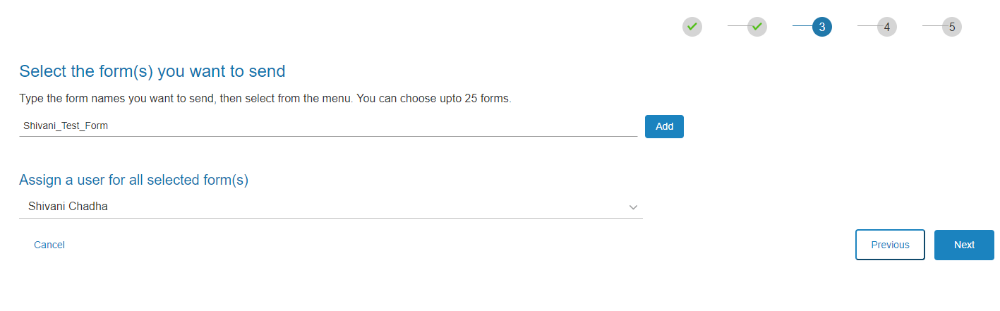 3 4 5
Select the form(s) you want to send
Type the form names you want to send, then select from the menu. You can choose upto 25 forms.
Shivani_Test_Form Add
Assign a user for all selected form(s)
Shivani Chadha
Cancel Previous Next